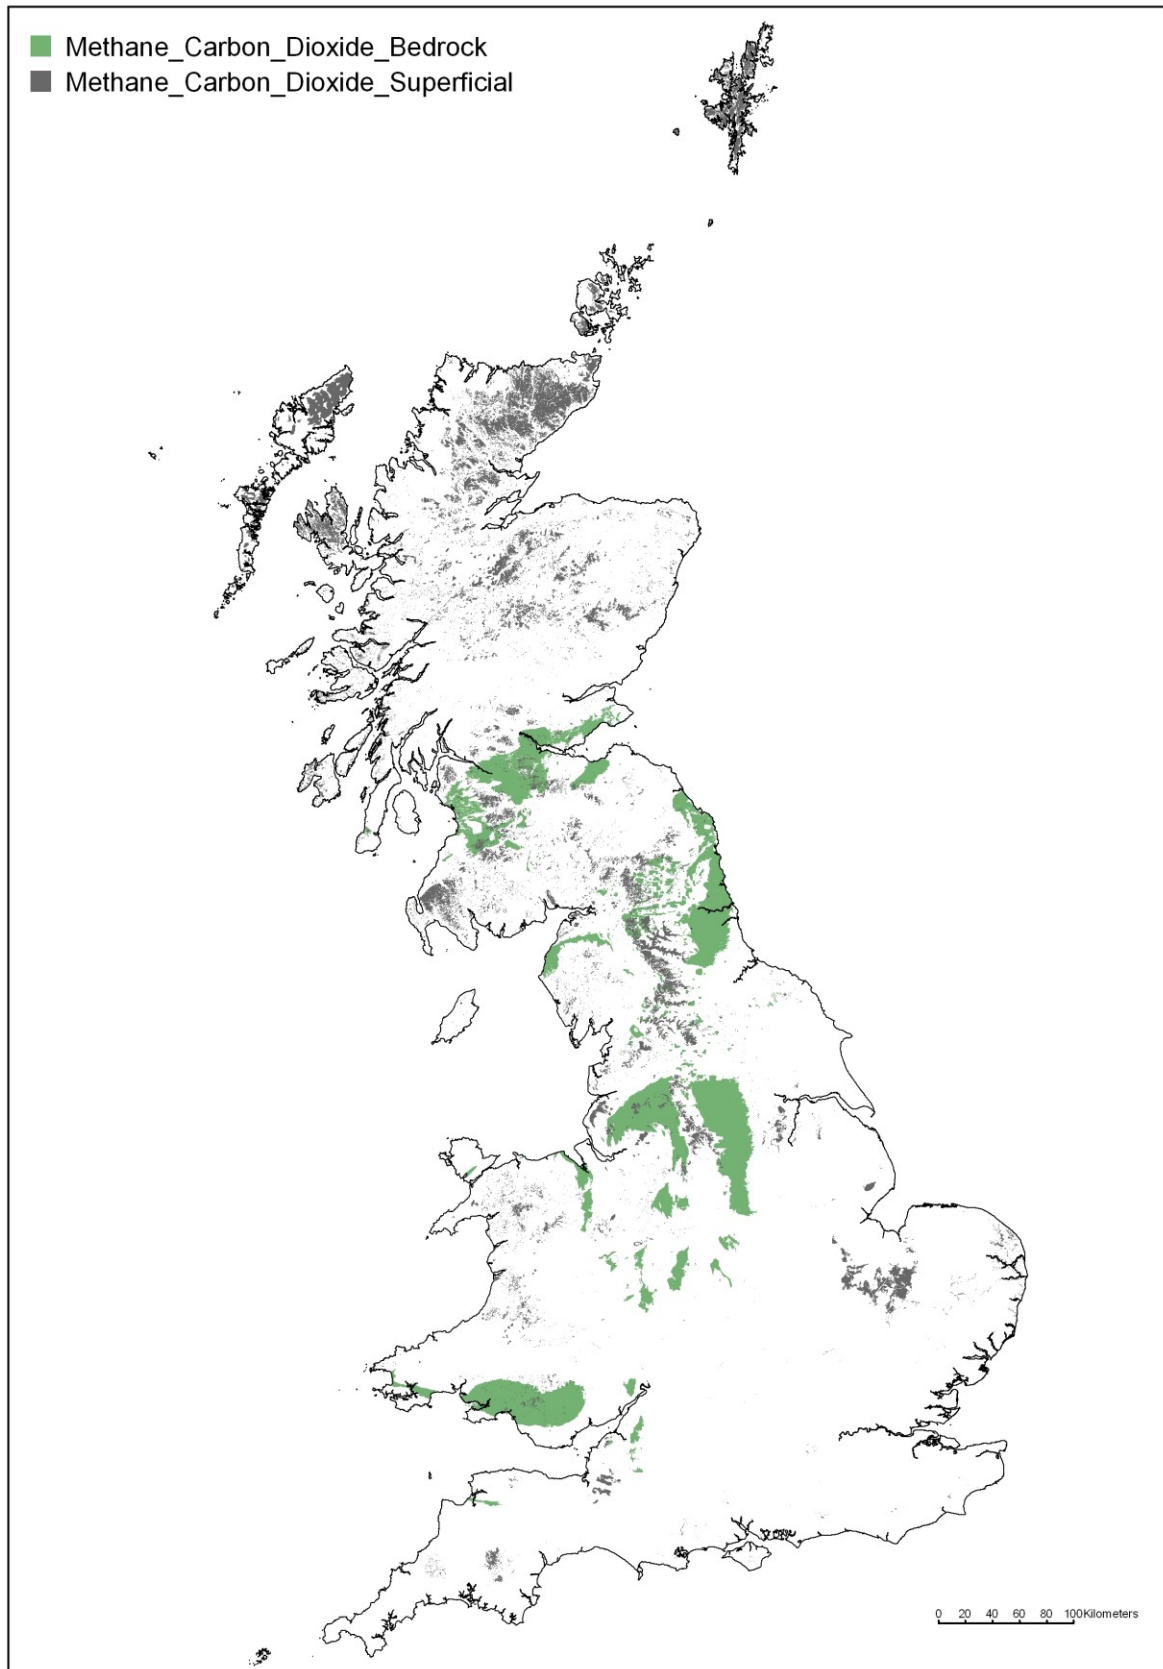 Methane_Carbon_Dioxide_Bedrock
Methane_Carbon_Dioxide_Superficial
0 20 40 60 80 100Kilometers